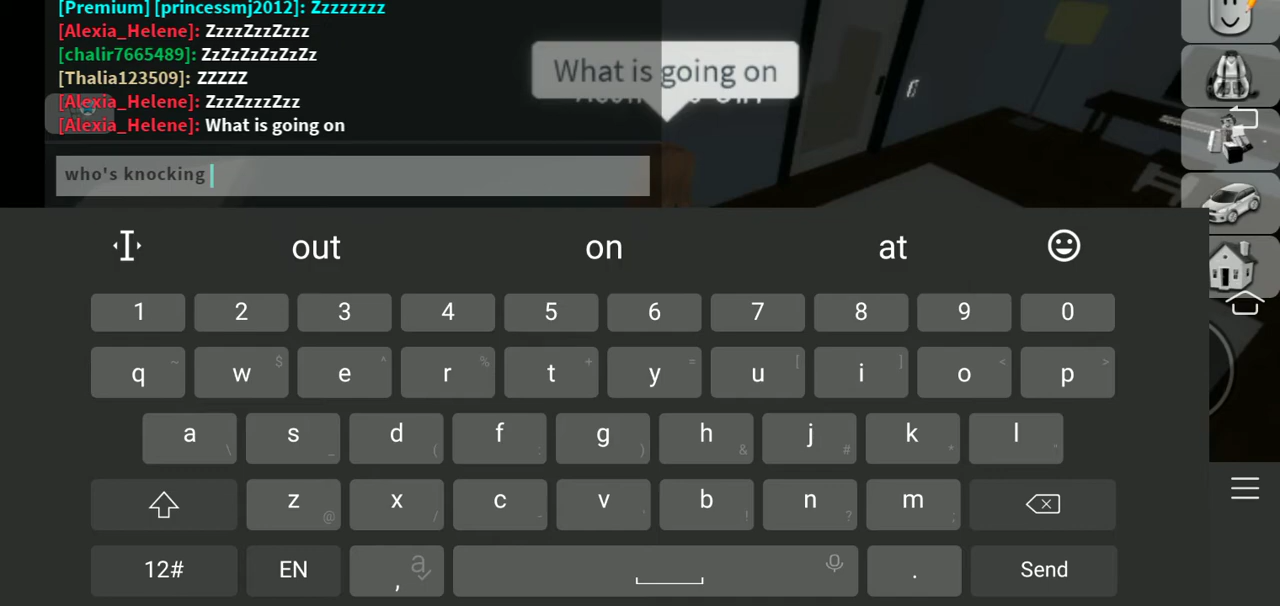 [Premium] [princessmj2012]: Zzzzzzzz
[Alexia_Helene]: ZzzzZzzZzzz
[chalir7665489]: ZzZzZzZzZzZz
[Thalia123509]: ZZZZZ
[Alexia_Helene]: ZzzZzzzZzz
[Alexia_Helene]: What is going on
What is going on
who's knocking
out on at
1 2 3 4 5 6 7 8 9 0
q ~ w $ e ^ r % t + y = u [ i ] o < p >
a \ s _ d ( f : g ) h & j # k * l "
z @ x / c - v ' b ! n ? m ;
12# EN , a . Send